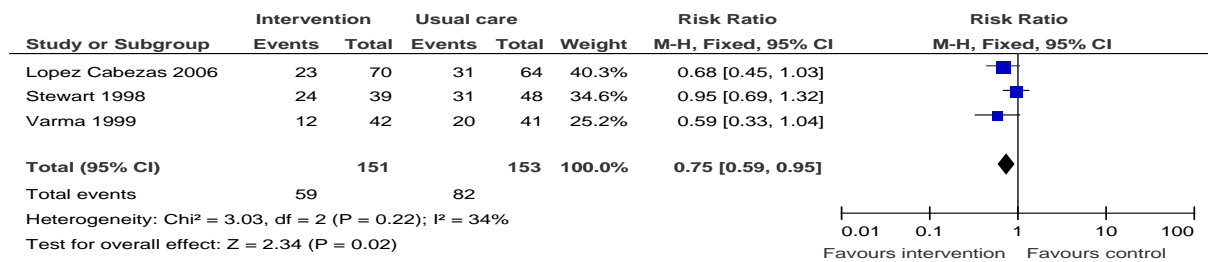 Intervention Usual care Risk Ratio Risk Ratio
Study or Subgroup Events Total Events Total Weight M-H, Fixed, 95% CI M-H, Fixed, 95% CI
Lopez Cabezas 2006 23 70 31 64 40.3% 0.68 [0.45, 1.03]
Stewart 1998 24 39 31 48 34.6% 0.95 [0.69, 1.32]
Varma 1999 12 42 20 41 25.2% 0.59 [0.33, 1.04]
Total (95% CI) 151 153 100.0% 0.75 [0.59, 0.95]
Total events 59 82
Heterogeneity: Chi² = 3.03, df = 2 (P = 0.22); I² = 34%
Test for overall effect: Z = 2.34 (P = 0.02)
0.01 0.1 1 10 100
Favours intervention Favours control